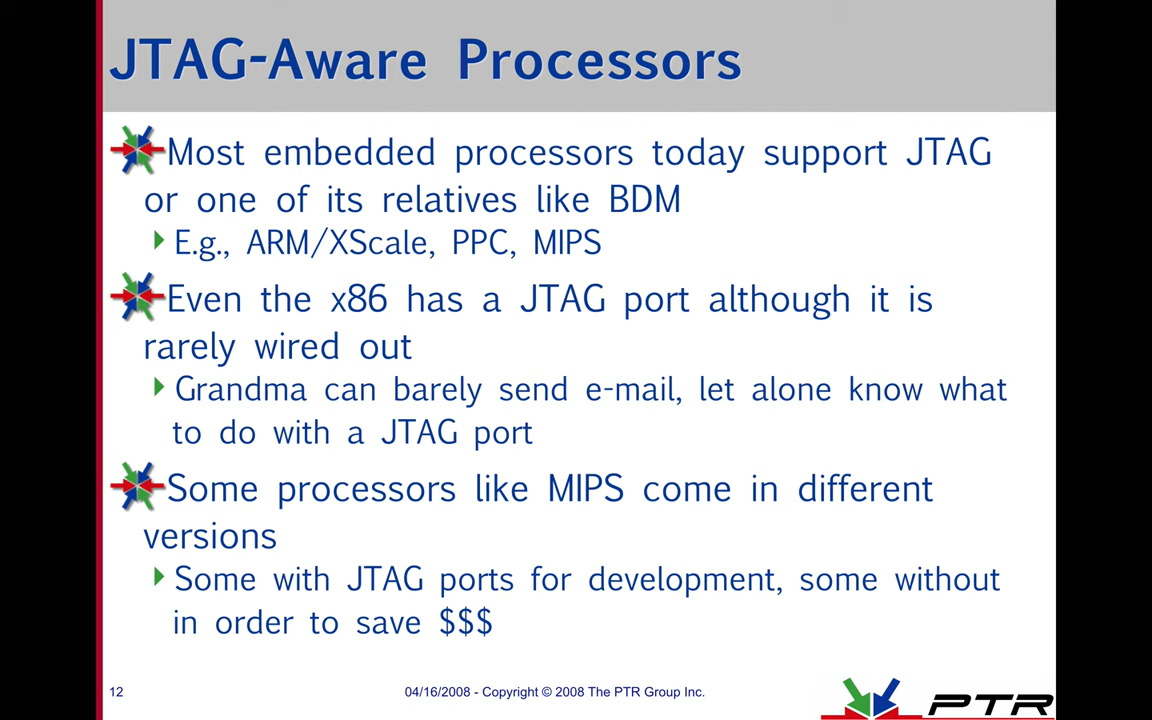 JTAG-Aware Processors
Most embedded processors today support JTAG
or one of its relatives like BDM
E.g., ARM/XScale, PPC, MIPS
Even the x86 has a JTAG port although it is
rarely wired out
Grandma can barely send e-mail, let alone know what
to do with a JTAG port
Some processors like MIPS come in different
versions
Some with JTAG ports for development, some without
in order to save $$$
12
04/16/2008 - Copyright © 2008 The PTR Group Inc.
PTR